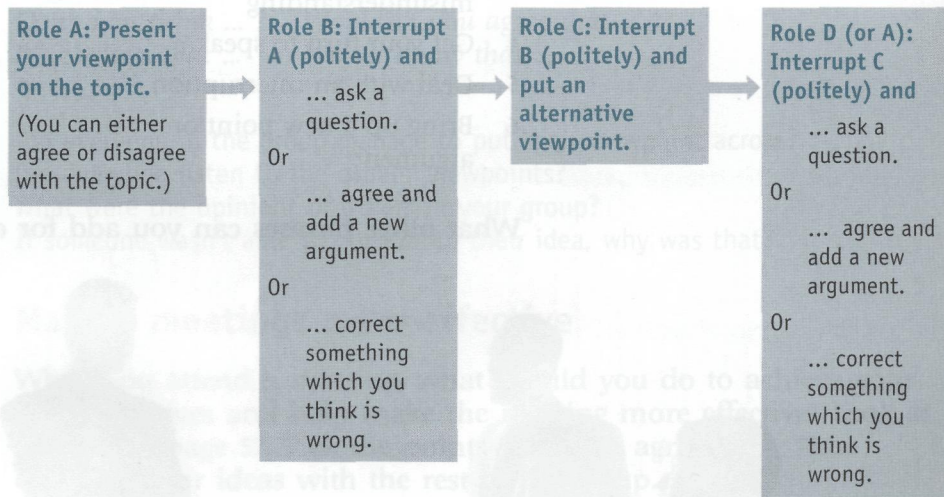 Role A: Present
your viewpoint
on the topic.
(You can either
agree or disagree
with the topic.)
Role B: Interrupt
A (politely) and
... ask a
question.
Or
... agree and
add a new
argument.
Or
... correct
something
which you
think is
wrong.
Role C: Interrupt
B (politely) and
put an
alternative
viewpoint.
Role D (or A):
Interrupt C
(politely) and
... ask a
question.
Or
... agree and
add a new
argument.
Or
... correct
something
which you
think is
wrong.